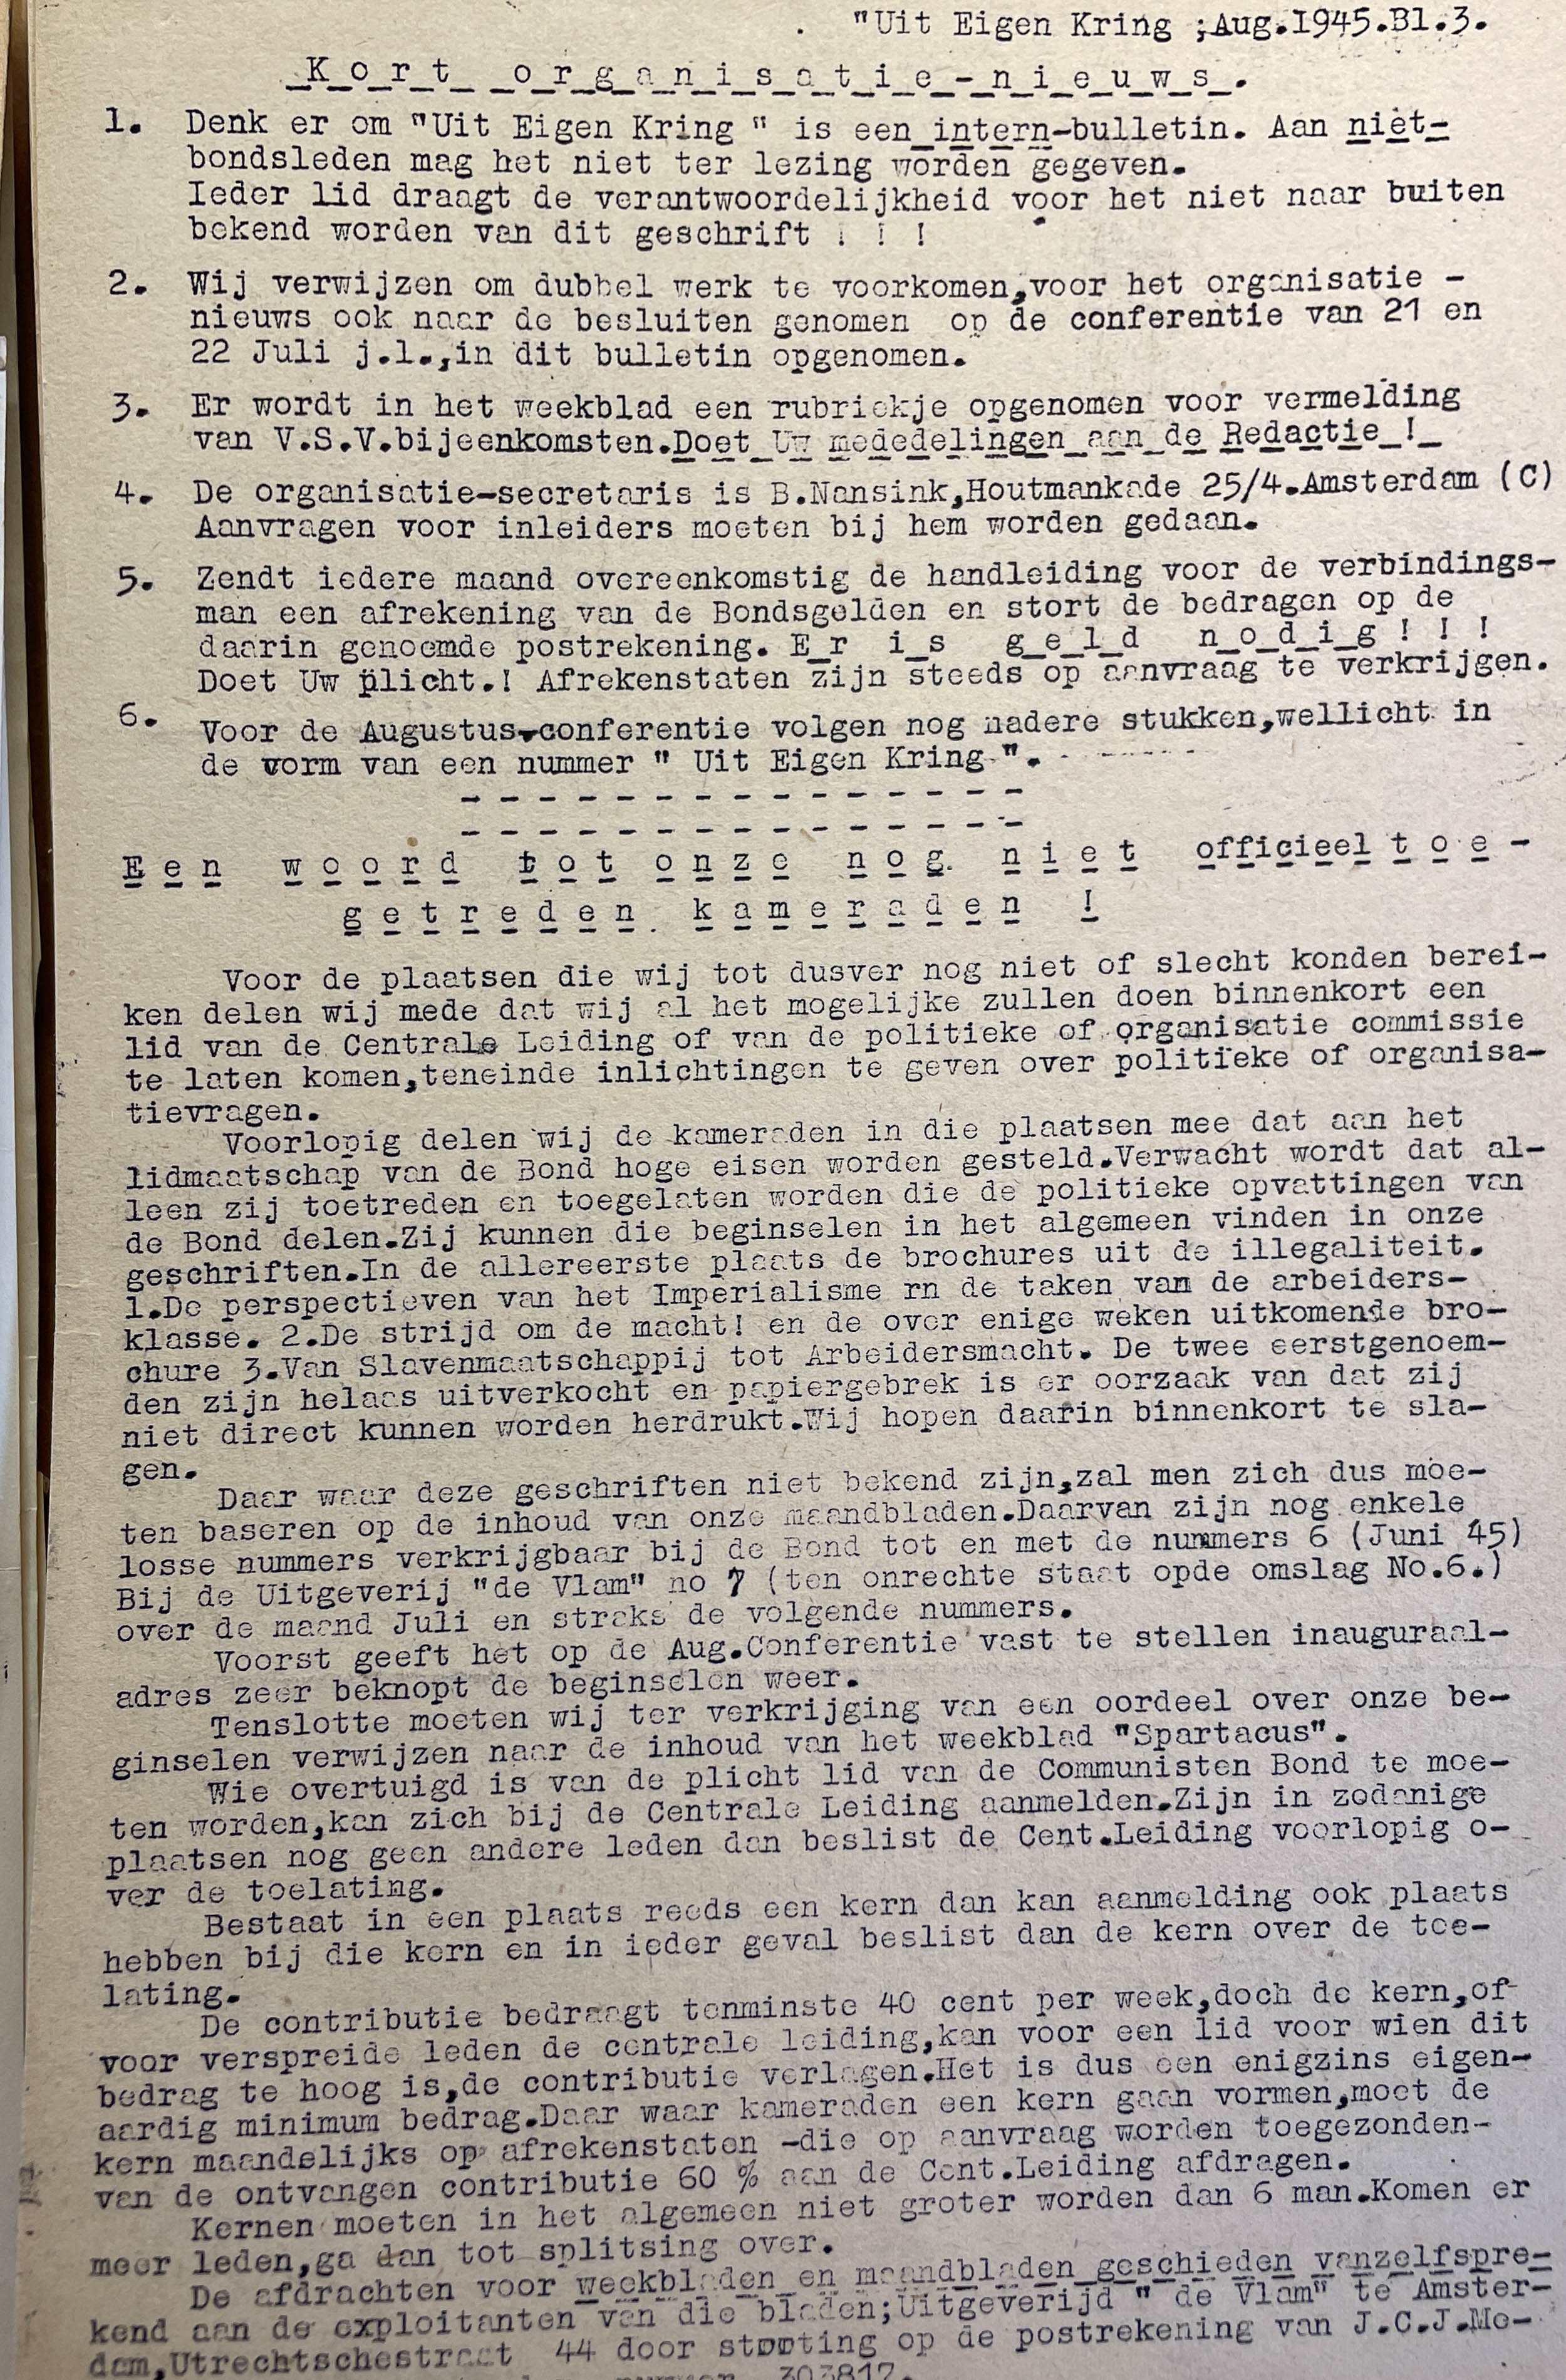 "Uit Eigen Kring ;Aug.1945.Bl.3.
Kort organisatie-nieuws.
1. Denk er om "Uit Eigen Kring " is een intern-bulletin. Aan niet-
bondsleden mag het niet ter lezing worden gegeven.
Ieder lid draagt de verantwoordelijkheid voor het niet naar buiten
bekend worden van dit geschrift ! ! !
2. Wij verwijzen om dubbel werk te voorkomen,voor het organisatie -
nieuws ook naar de besluiten genomen op de conferentie van 21 en
22 Juli j.l.,in dit bulletin opgenomen.
3. Er wordt in het weekblad een rubriekje opgenomen voor vermelding
van V.S.V.bijeenkomsten.Doet Uw mededelingen aan de Redactie !
4. De organisatie-secretaris is B.Nansink,Houtmankade 25/4.Amsterdam (C)
Aanvragen voor inleiders moeten bij hem worden gedaan.
5. Zendt iedere maand overeenkomstig de handleiding voor de verbindings-
man een afrekening van de Bondsgelden en stort de bedragen op de
daarin genoemde postrekening. Er is geld nodig ! ! !
Doet Uw plicht.! Afrekenstaten zijn steeds op aanvraag te verkrijgen.
6. Voor de Augustus-conferentie volgen nog nadere stukken,wellicht in
de vorm van een nummer " Uit Eigen Kring ".
Een woord tot onze nog niet officieel toe -
getreden kameraden !
Voor de plaatsen die wij tot dusver nog niet of slecht konden berei-
ken delen wij mede dat wij al het mogelijke zullen doen binnenkort een
lid van de Centrale Leiding of van de politieke of organisatie commissie
te laten komen,teneinde inlichtingen te geven over politieke of organisa-
tievragen.
Voorlopig delen wij de kameraden in die plaatsen mee dat aan het
lidmaatschap van de Bond hoge eisen worden gesteld.Verwacht wordt dat al-
leen zij toetreden en toegelaten worden die de politieke opvattingen van
de Bond delen.Zij kunnen die beginselen in het algemeen vinden in onze
geschriften.In de allereerste plaats de brochures uit de illegaliteit.
1.De perspectieven van het Imperialisme rn de taken van de arbeiders-
klasse. 2.De strijd om de macht! en de over enige weken uitkomende bro-
chure 3.Van Slavenmaatschappij tot Arbeidersmacht. De twee eerstgenoem-
den zijn helaas uitverkocht en papiergebrek is er oorzaak van dat zij
niet direct kunnen worden herdrukt.Wij hopen daarin binnenkort te sla-
gen.
Daar waar deze geschriften niet bekend zijn,zal men zich dus moe-
ten baseren op de inhoud van onze maandbladen.Daarvan zijn nog enkele
losse nummers verkrijgbaar bij de Bond tot en met de nummers 6 (Juni 45)
Bij de Uitgeverij "de Vlam" no 7 (ten onrechte staat opde omslag No.6.)
over de maand Juli en straks de volgende nummers.
Voorst geeft het op de Aug.Conferentie vast te stellen inauguraal-
adres zeer beknopt de beginselen weer.
Tenslotte moeten wij ter verkrijging van een oordeel over onze be-
ginselen verwijzen naar de inhoud van het weekblad "Spartacus".
Wie overtuigd is van de plicht lid van de Communisten Bond te moe-
ten worden,kan zich bij de Centrale Leiding aanmelden.Zijn in zodanige
plaatsen nog geen andere leden dan beslist de Cent.Leiding voorlopig o-
ver de toelating.
Bestaat in een plaats reeds een kern dan kan aanmelding ook plaats
hebben bij die kern en in ieder geval beslist dan de kern over de toe-
lating.
De contributie bedraagt tenminste 40 cent per week,doch de kern,of
voor verspreide leden de centrale leiding,kan voor een lid voor wien dit
bedrag te hoog is,de contributie verlagen.Het is dus een enigzins eigen-
aardig minimum bedrag.Daar waar kameraden een kern gaan vormen,moet de
kern maandelijks op afrekenstaten -die op aanvraag worden toegezonden-
van de ontvangen contributie 60 % aan de Cent.Leiding afdragen.
Kernen moeten in het algemeen niet groter worden dan 6 man.Komen er
meer leden,ga dan tot splitsing over.
De afdrachten voor weekbladen en maandbladen geschieden vanzelfspre-
kend aan de exploitanten van die bladen;Uitgeverijd " de Vlam" te Amster-
dam,Utrechtschestraat 44 door storting op de postrekening van J.C.J.Me-
nummer 303817.